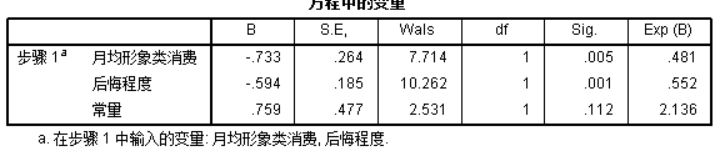 方程中的变量
B S.E, Wals df Sig. Exp (B)
步骤 1a 月均形象类消费 -.733 .264 7.714 1 .005 .481
后悔程度 -.594 .185 10.262 1 .001 .552
常量 .759 .477 2.531 1 .112 2.136
a. 在步骤 1 中输入的变量: 月均形象类消费, 后悔程度.